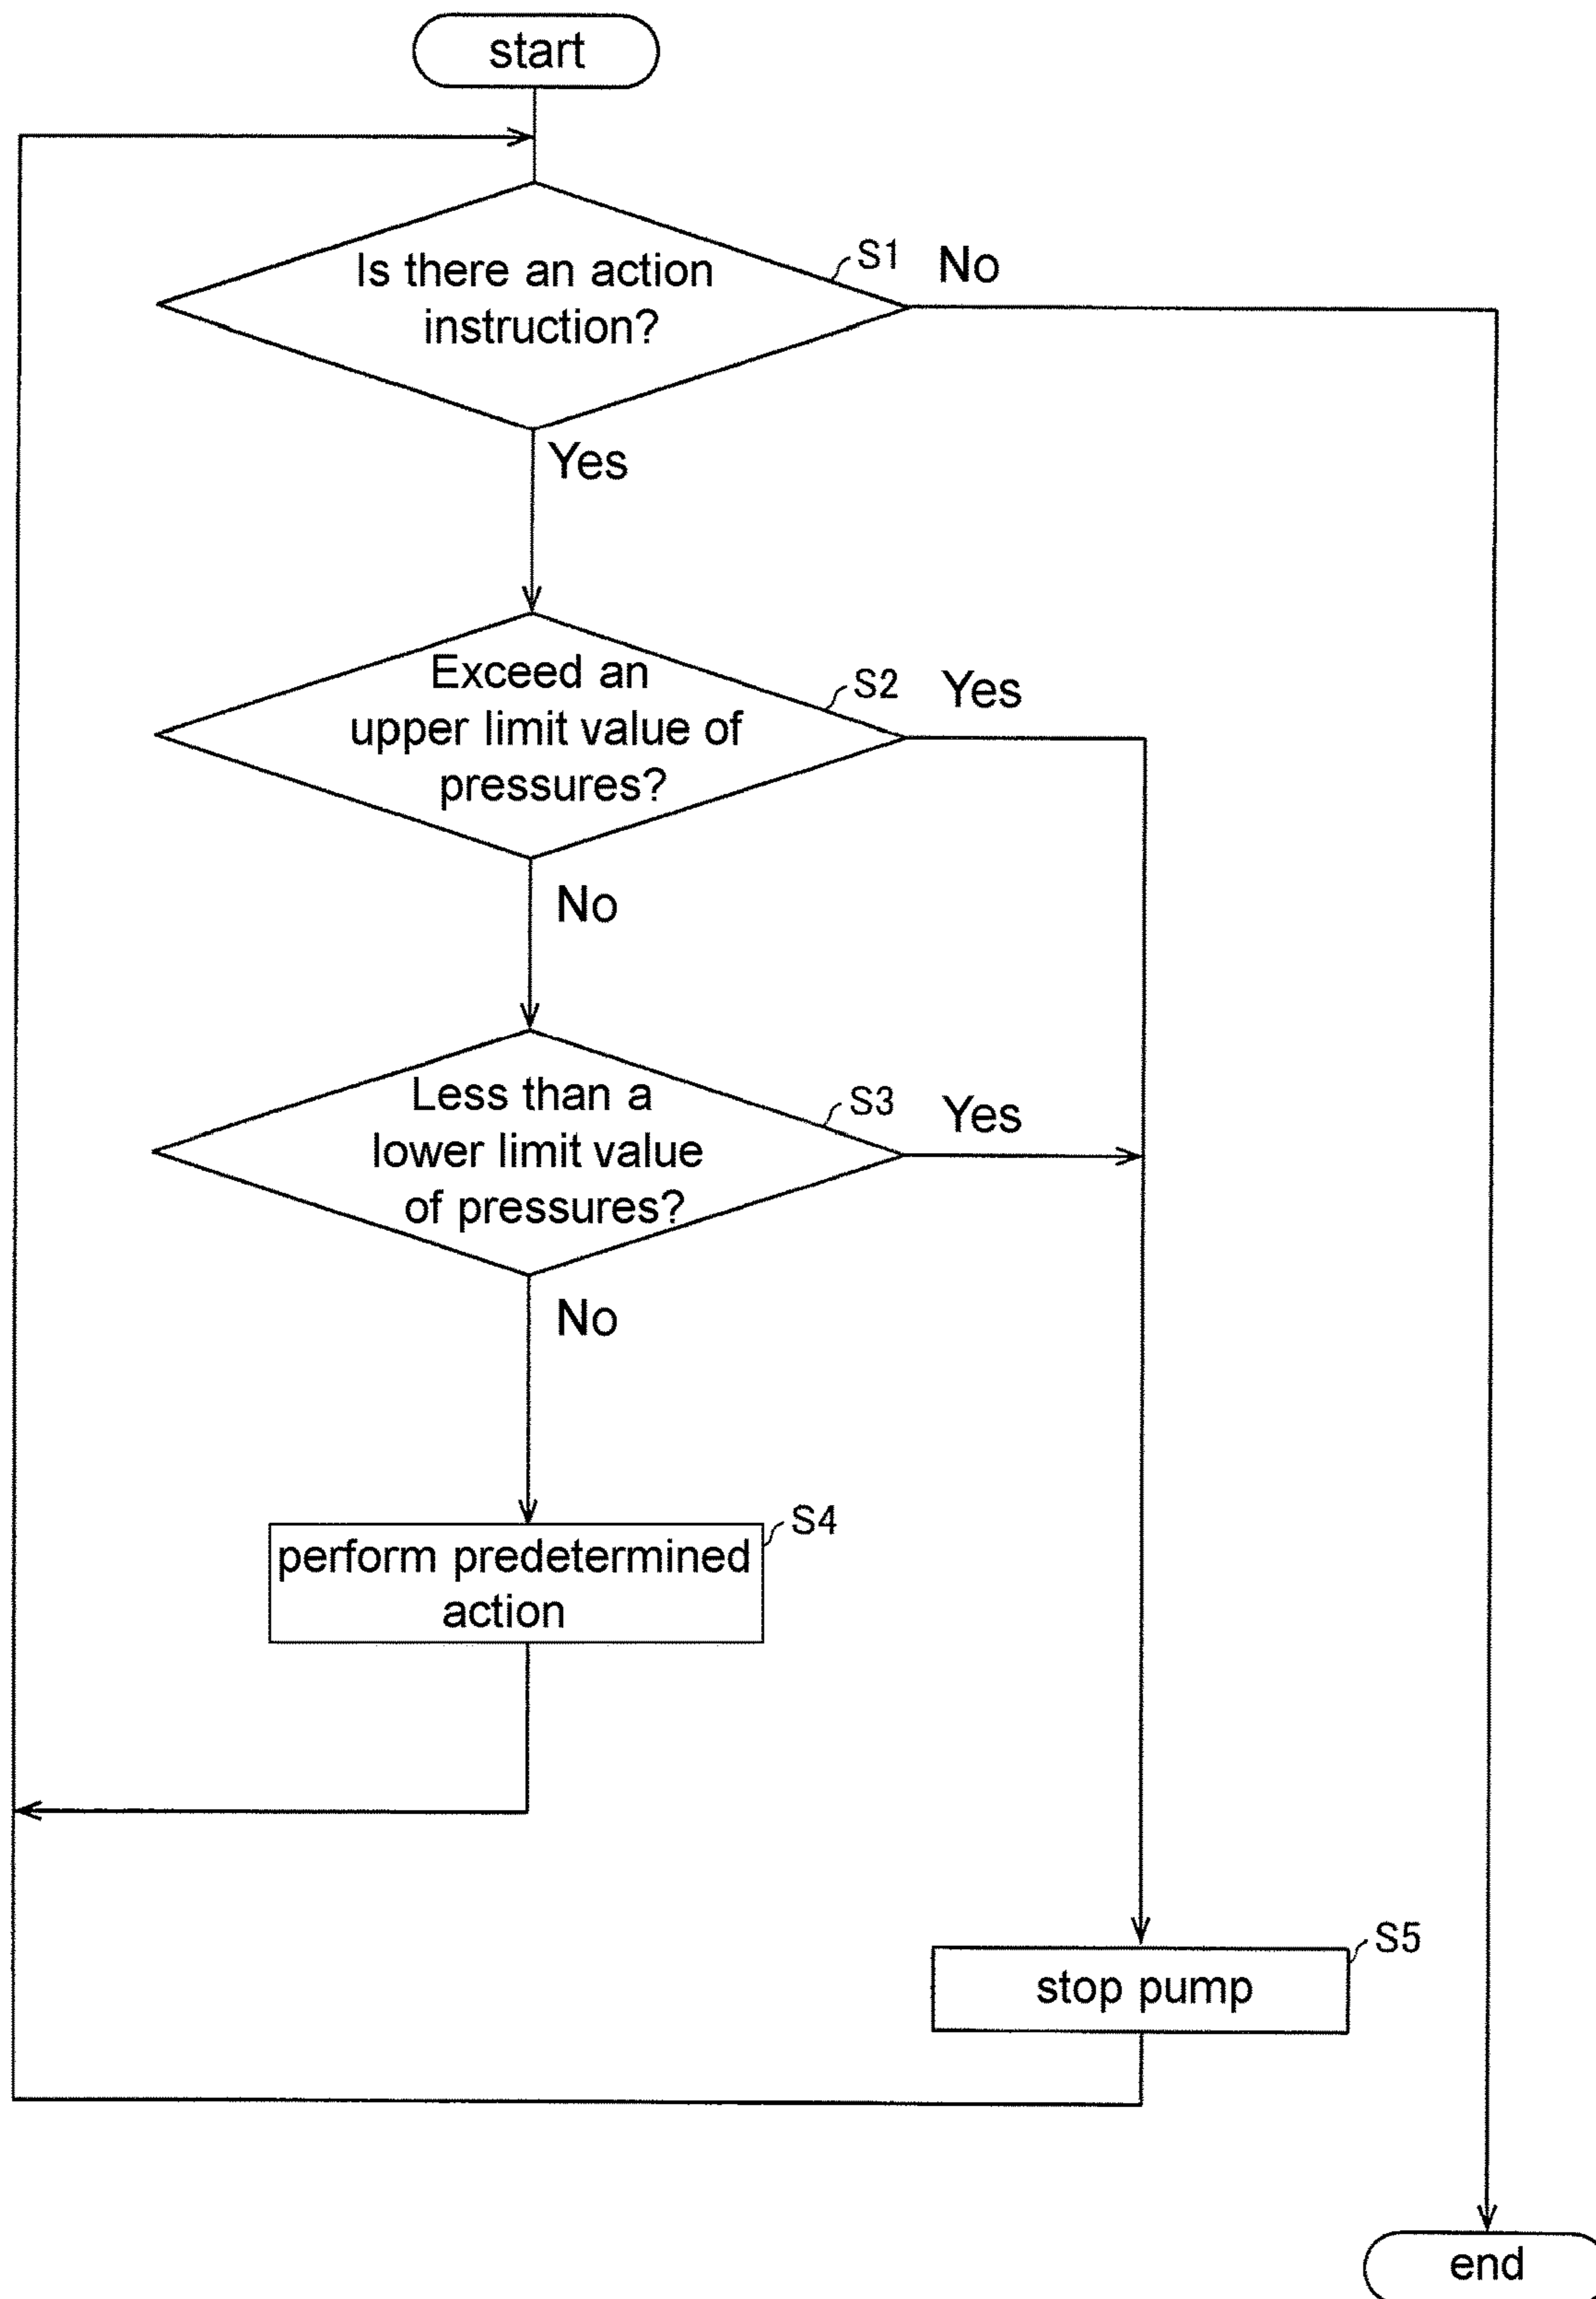 start
Is there an action
instruction?
S1
No
Yes
Exceed an
upper limit value of
pressures?
S2
Yes
No
Less than a
lower limit value
of pressures?
S3
Yes
No
perform predetermined
action
S4
stop pump
S5
end